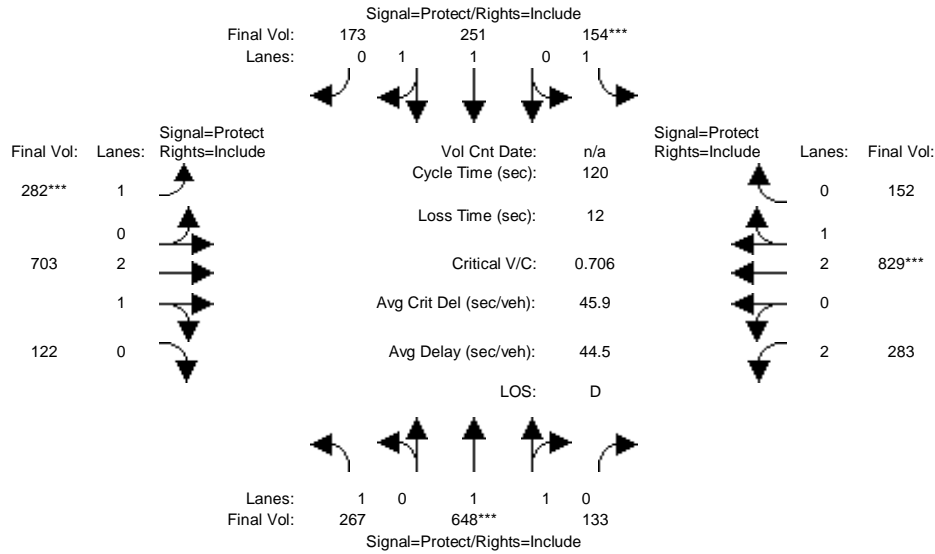 Signal=Protect/Rights=Include
Final Vol: 173 251 154***
Lanes: 0 1 1 0 1
Signal=Protect
Final Vol: Lanes: Rights=Include
Vol Cnt Date: n/a
Signal=Protect
Rights=Include Lanes: Final Vol:
Cycle Time (sec): 120
282*** 1
0 152
Loss Time (sec): 12
0
1
703 2
Critical V/C: 0.706
2 829***
1
Avg Crit Del (sec/veh): 45.9
0
122 0
Avg Delay (sec/veh): 44.5
2 283
LOS: D
Lanes: 1 0 1 1 0
Final Vol: 267 648*** 133
Signal=Protect/Rights=Include